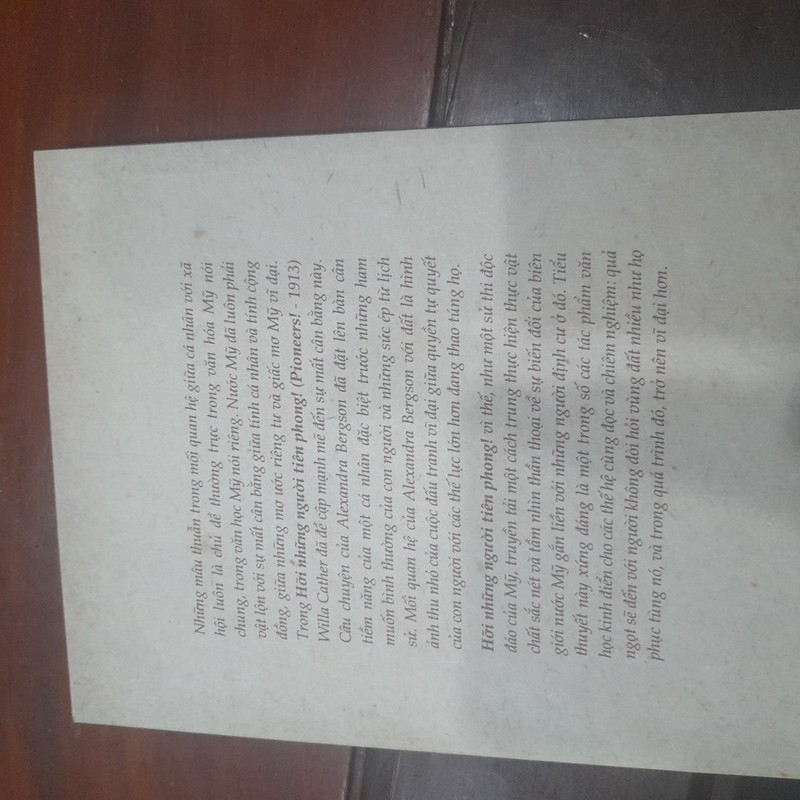 Những mâu thuẫn trong mối quan hệ giữa cá nhân với xã
hội luôn là chủ đề thường trực trong văn hóa Mỹ nói
chung, trong văn học Mỹ nói riêng. Nước Mỹ đã luôn phải
vật lộn với sự mất cân bằng giữa tính cá nhân và tính cộng
đồng, giữa những mơ ước riêng tư và giấc mơ Mỹ vĩ đại.
Trong Hỡi những người tiên phong! (Pioneers! - 1913)
Willa Cather đã đề cập mạnh mẽ đến sự mất cân bằng này.
Câu chuyện của Alexandra Bergson đã đặt lên bàn cân
tiềm năng của một cá nhân đặc biệt trước những ham
muốn bình thường của con người và những sức ép từ lịch
sử. Mối quan hệ của Alexandra Bergson với đất là hình
ảnh thu nhỏ của cuộc đấu tranh vĩ đại giữa quyền tự quyết
của con người với các thế lực lớn hơn đang thao túng họ.
Hỡi những người tiên phong! vì thế, như một sử thi độc
đáo của Mỹ, truyền tải một cách trung thực hiện thực vật
chất sắc nét và tầm nhìn thần thoại về sự biến đổi của biên
giới nước Mỹ gắn liền với những người định cư ở đó. Tiểu
thuyết này xứng đáng là một trong số các tác phẩm văn
học kinh điển cho các thế hệ cùng đọc và chiêm nghiệm: quả
ngọt sẽ đến với người không đòi hỏi vùng đất nhiều như họ
phục tùng nó, và trong quá trình đó, trở nên vĩ đại hơn.